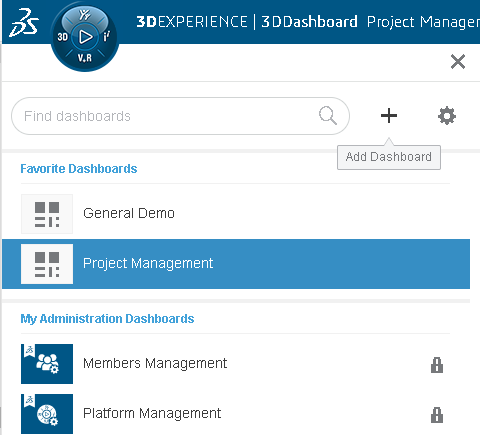 3DEXPERIENCE | 3DDashboard Project Manager
3D
V.R
Find dashboards
Add Dashboard
Favorite Dashboards
General Demo
Project Management
My Administration Dashboards
Members Management
Platform Management